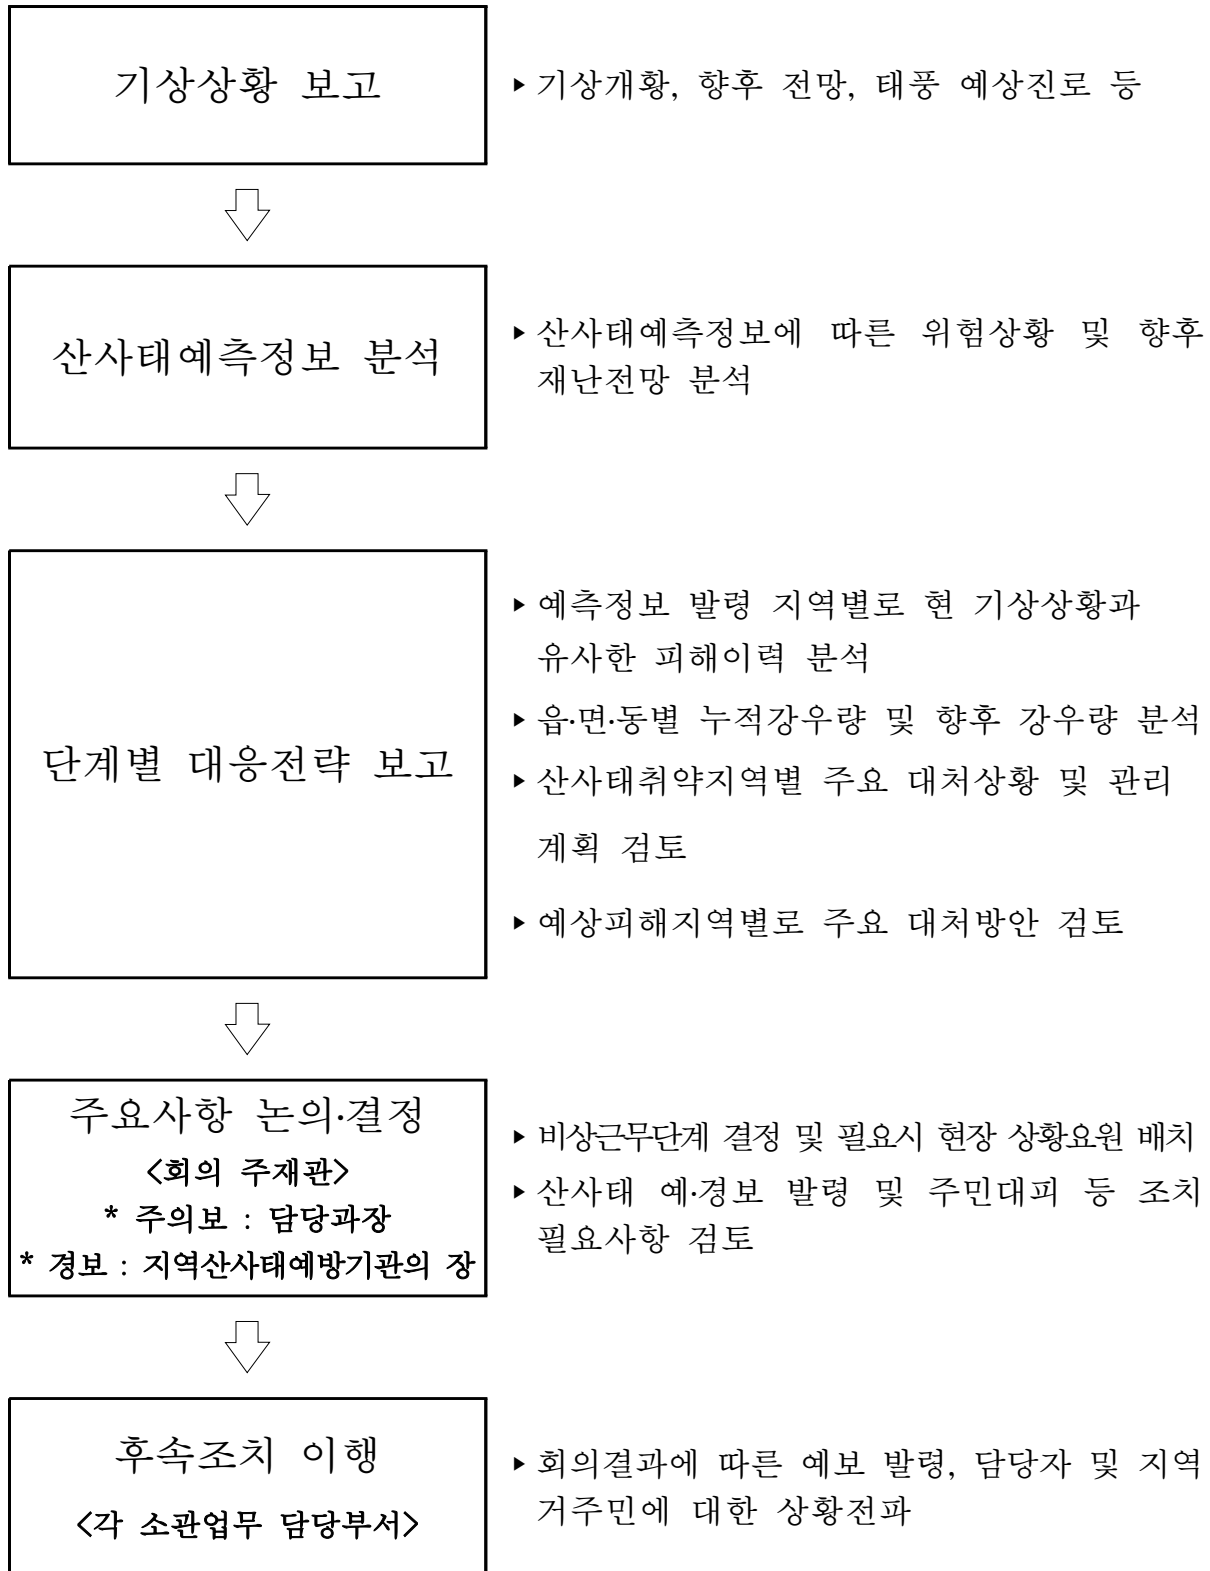 기상상황 보고
▶ 기상개황, 향후 전망, 태풍 예상진로 등
산사태예측정보 분석
▶ 산사태예측정보에 따른 위험상황 및 향후
재난전망 분석
단계별 대응전략 보고
▶ 예측정보 발령 지역별로 현 기상상황과
유사한 피해이력 분석
▶ 읍·면·동별 누적강우량 및 향후 강우량 분석
▶ 산사태취약지역별 주요 대처상황 및 관리
계획 검토
▶ 예상피해지역별로 주요 대처방안 검토
주요사항 논의·결정
<회의 주재관>
* 주의보 : 담당과장
* 경보 : 지역산사태예방기관의 장
▶ 비상근무단계 결정 및 필요시 현장 상황요원 배치
▶ 산사태 예·경보 발령 및 주민대피 등 조치
필요사항 검토
후속조치 이행
<각 소관업무 담당부서>
▶ 회의결과에 따른 예보 발령, 담당자 및 지역
거주민에 대한 상황전파